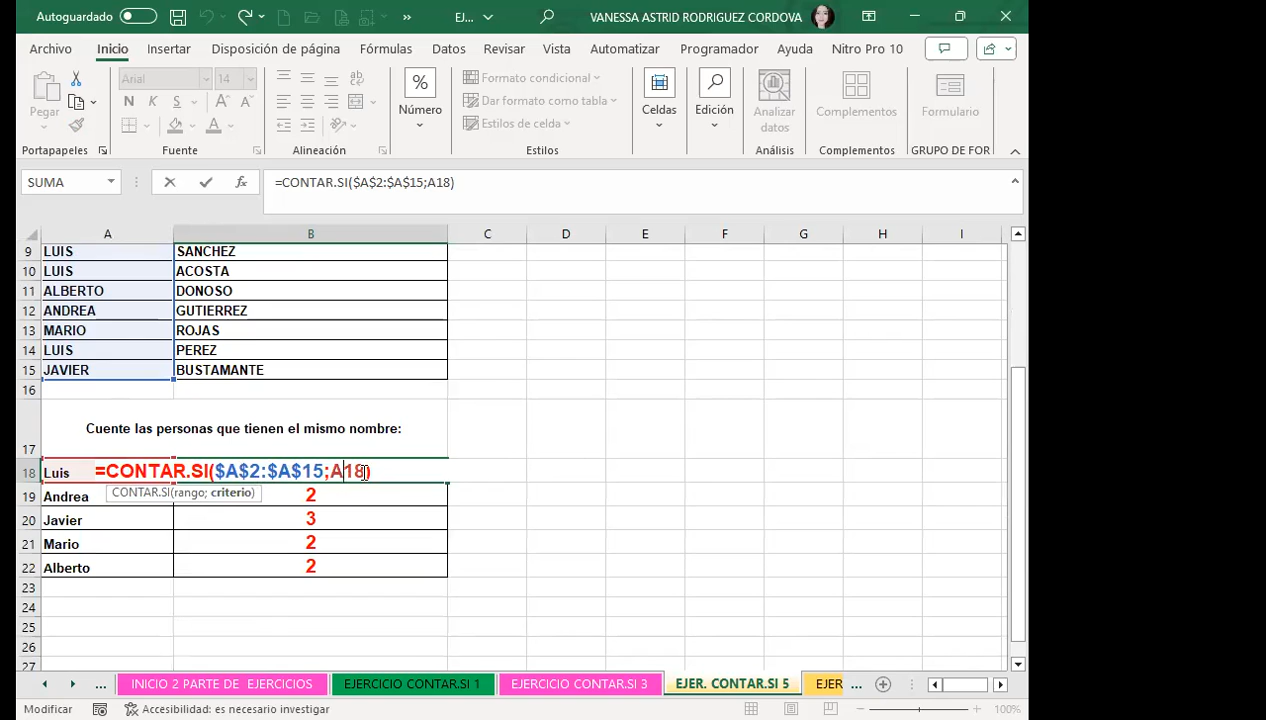 Autoguardado
EJ...
VANESSA ASTRID RODRIGUEZ CORDOVA
Archivo Inicio Insertar Disposición de página Fórmulas Datos Revisar Vista Automatizar Programador Ayuda Nitro Pro 10
Pegar
Arial 14
N K S
Número
Formato condicional
Dar formato como tabla
Estilos de celda
Celdas
Edición
Analizar datos
Complementos
Formulario
Portapapeles Fuente Alineación Estilos Análisis Complementos GRUPO DE FOR
SUMA fx =CONTAR.SI($A$2:$A$15;A18)
A B C D E F G H I
9 LUIS SANCHEZ
10 LUIS ACOSTA
11 ALBERTO DONOSO
12 ANDREA GUTIERREZ
13 MARIO ROJAS
14 LUIS PEREZ
15 JAVIER BUSTAMANTE
16
17 Cuente las personas que tienen el mismo nombre:
18 Luis =CONTAR.SI($A$2:$A$15;A18)
CONTAR.SI(rango; criterio)
19 Andrea 2
20 Javier 3
21 Mario 2
22 Alberto 2
23
24
25
26
27
... INICIO 2 PARTE DE EJERCICIOS EJERCICIO CONTAR.SI 1 EJERCICIO CONTAR.SI 3 EJER. CONTAR.SI 5 EJER ...
Modificar Accesibilidad: es necesario investigar 100%